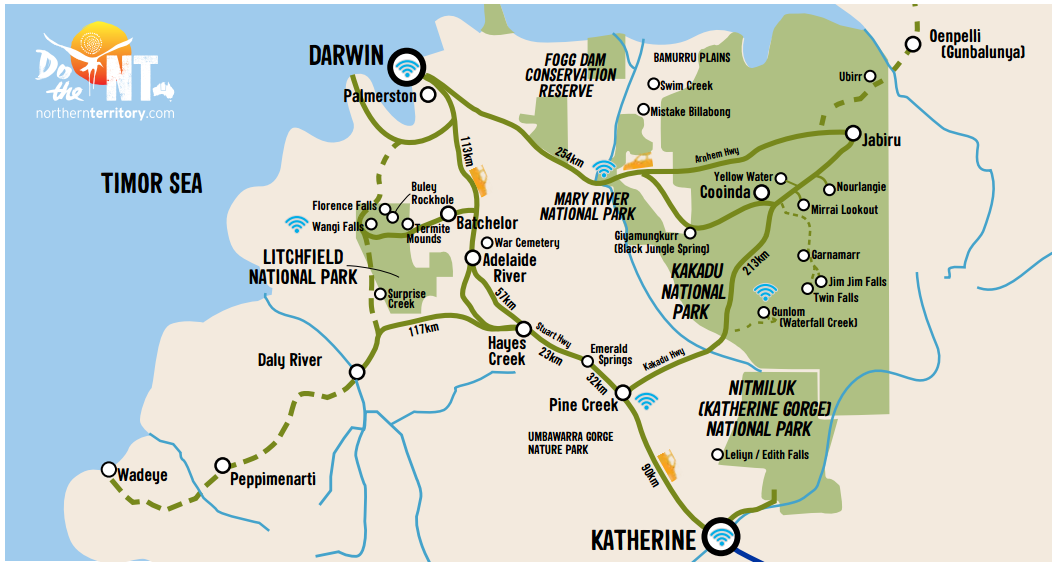 Do
the
NT
northernterritory.com
DARWIN
Palmerston
TIMOR SEA
FOGG DAM
CONSERVATION
RESERVE
BAMURRU PLAINS
Swim Creek
Mistake Billabong
Oenpelli
(Gunbalunya)
Ubirr
Jabiru
113km
254km
Arnhem Hwy
MARY RIVER
NATIONAL PARK
Yellow Water
Cooinda
Nourlangie
Mirrai Lookout
Giyamungkurr
(Black Jungle Spring)
Florence Falls
Buley
Rockhole
Wangi Falls
Termite
Mounds
Batchelor
War Cemetery
Adelaide
River
LITCHFIELD
NATIONAL PARK
Surprise
Creek
KAKADU
NATIONAL
PARK
213km
Garnamarr
Jim Jim Falls
Twin Falls
Gunlom
(Waterfall Creek)
57km
117km
Hayes
Creek
Stuart Hwy
23km
Emerald
Springs
32km
Kakadu Hwy
Pine Creek
Daly River
NITMILUK
(KATHERINE GORGE)
NATIONAL PARK
UMBAWARRA GORGE
NATURE PARK
Leliyn / Edith Falls
Wadeye
Peppimenarti
90km
KATHERINE